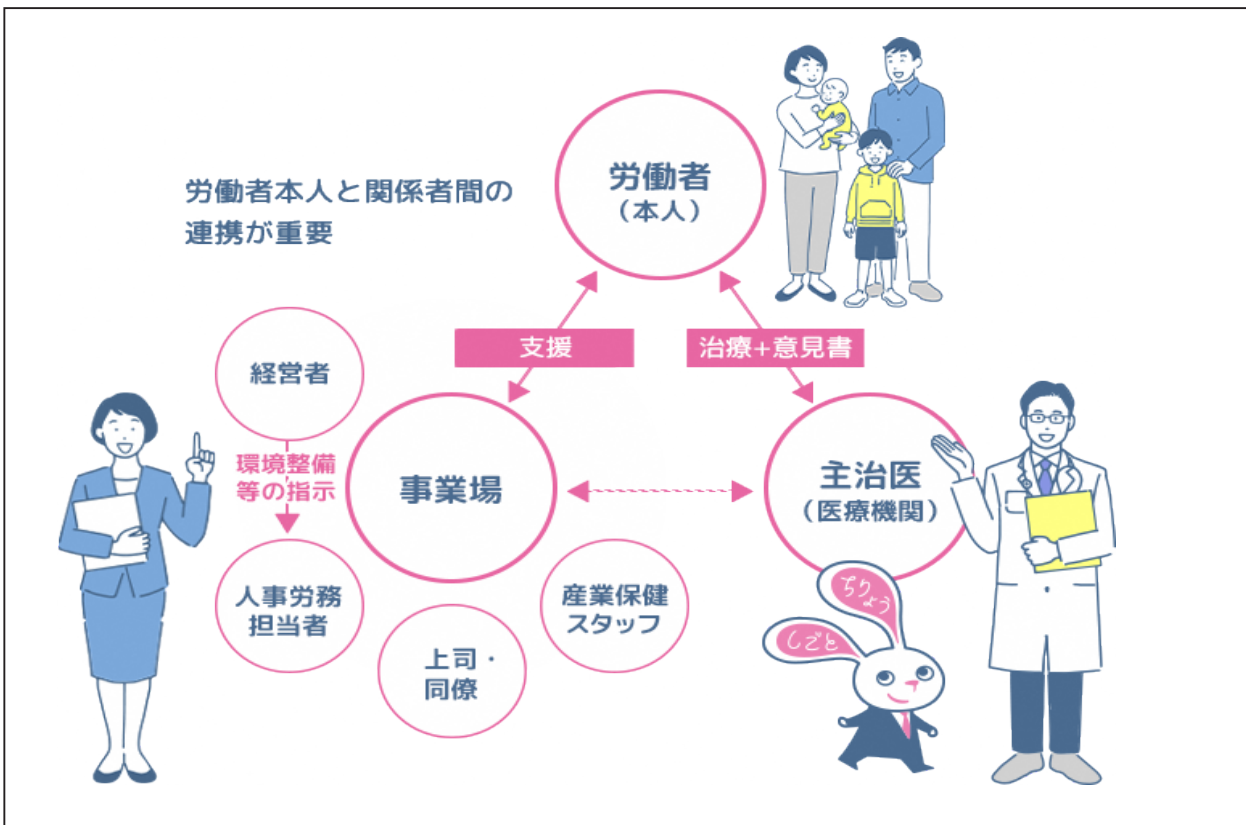 労働者本人と関係者間の
連携が重要
労働者
（本人）
支援
治療+意見書
経営者
環境整備
等の指示
事業場
主治医
（医療機関）
人事労務
担当者
上司・
同僚
産業保健
スタッフ
ちりょう
しごと